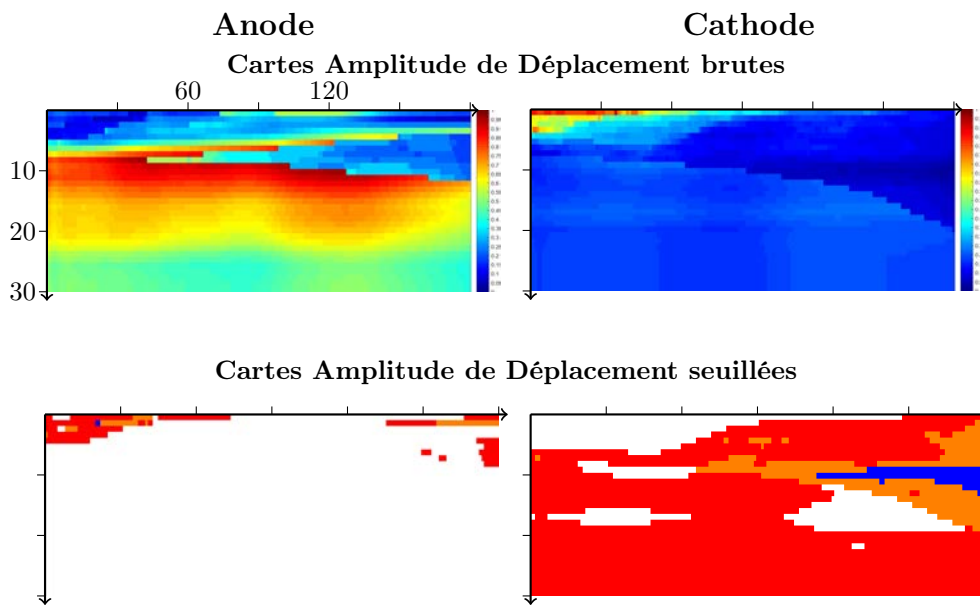 Anode Cathode
Cartes Amplitude de Déplacement brutes
60 120
10
20
30
Cartes Amplitude de Déplacement seuillées